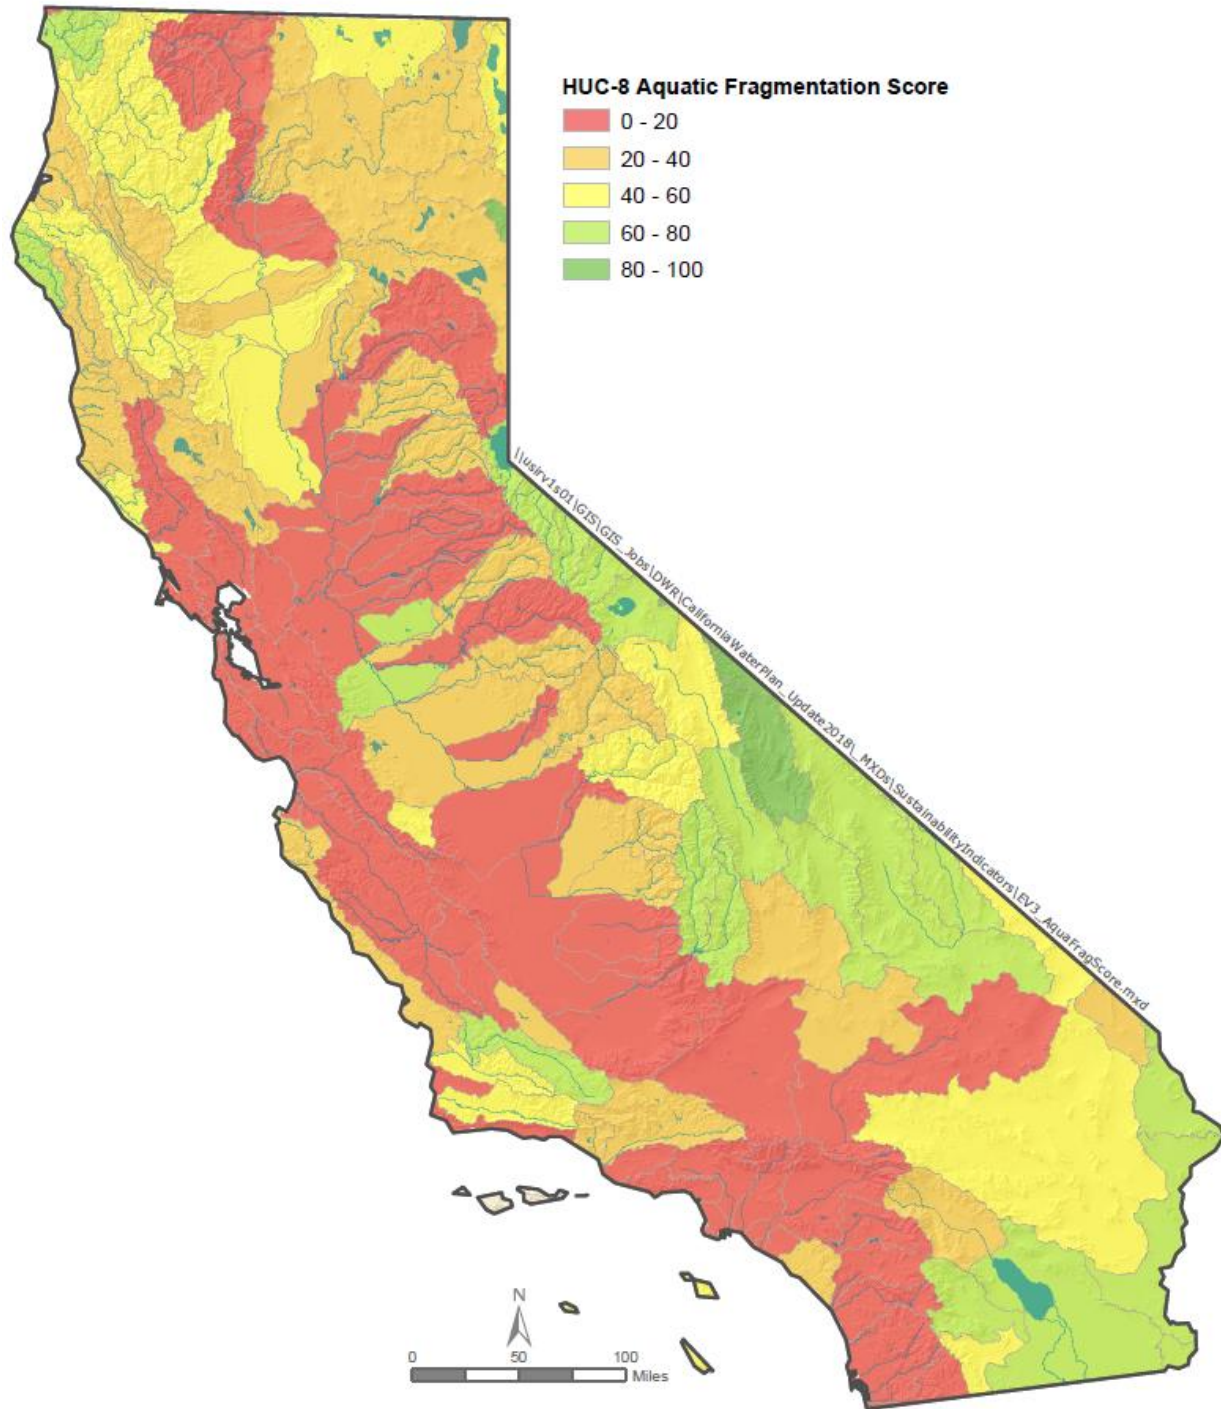 HUC-8 Aquatic Fragmentation Score
0 - 20
20 - 40
40 - 60
60 - 80
80 - 100
\\usirv1s01\GIS\GIS_Jobs\DWR\CaliforniaWaterPlan_Update2018\_MXDs\SustainabilityIndicators\EV3_AquaFragScore.mxd
N
0 50 100
Miles